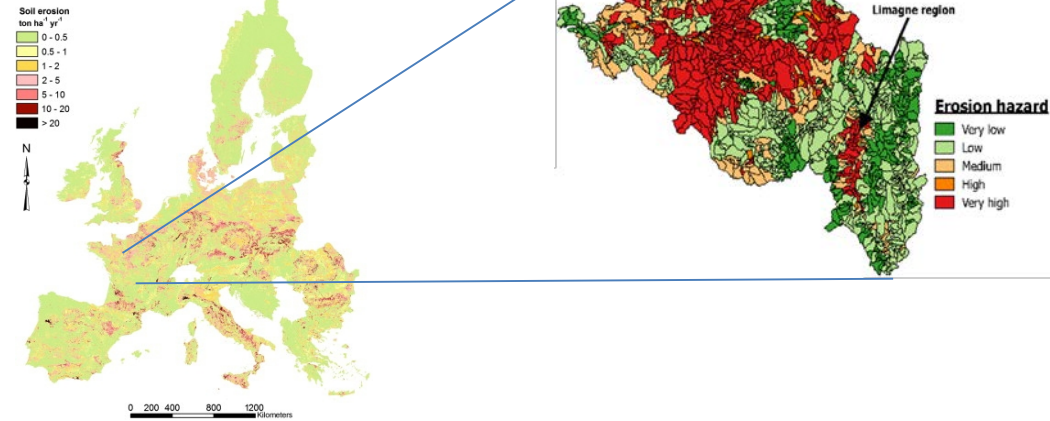 Soil erosion
ton ha⁻¹ yr⁻¹
0 - 0.5
0.5 - 1
1 - 2
2 - 5
5 - 10
10 - 20
> 20
N
0 200 400 800 1200
Kilometers
Limagne region
Erosion hazard
Very low
Low
Medium
High
Very high